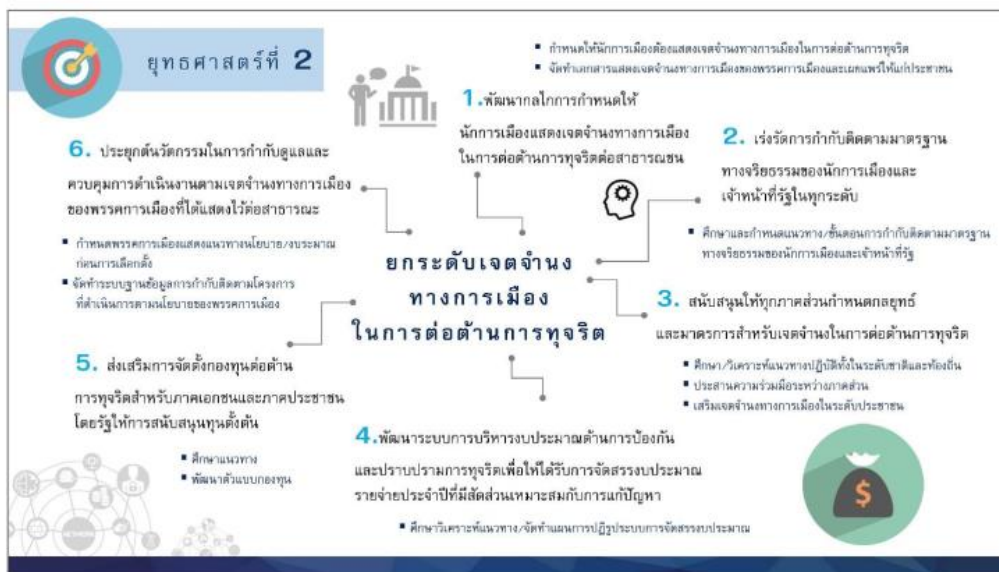 ยุทธศาสตร์ที่ 2
▪ กำหนดให้นักการเมืองต้องแสดงเจตจำนงทางการเมืองในการต่อต้านการทุจริต
▪ จัดทำเอกสารแสดงเจตจำนงทางการเมืองของพรรคการเมืองและเผยแพร่ให้แก่ประชาชน
1.พัฒนากลไกการกำหนดให้
นักการเมืองแสดงเจตจำนงทางการเมือง
ในการต่อต้านการทุจริตต่อสาธารณชน
2. เร่งรัดการกำกับติดตามมาตรฐาน
ทางจริยธรรมของนักการเมืองและ
เจ้าหน้าที่รัฐในทุกระดับ
▪ ศึกษาและกำหนดแนวทาง/ขั้นตอนการกำกับติดตามมาตรฐาน
ทางจริยธรรมของนักการเมืองและเจ้าหน้าที่รัฐ
ยกระดับเจตจำนง
ทางการเมือง
ในการต่อต้านการทุจริต
3. สนับสนุนให้ทุกภาคส่วนกำหนดกลยุทธ์
และมาตรการสำหรับเจตจำนงในการต่อต้านการทุจริต
▪ ศึกษา/วิเคราะห์แนวทางปฏิบัติทั้งในระดับชาติและท้องถิ่น
▪ ประสานความร่วมมือระหว่างภาคส่วน
▪ เสริมเจตจำนงทางการเมืองในระดับประชาชน
4.พัฒนาระบบการบริหารงบประมาณด้านการป้องกัน
และปราบปรามการทุจริตเพื่อให้ได้รับการจัดสรรงบประมาณ
รายจ่ายประจำปีที่มีสัดส่วนเหมาะสมกับการแก้ปัญหา
▪ ศึกษาวิเคราะห์แนวทาง/จัดทำแผนการปฏิรูประบบการจัดสรรงบประมาณ
5. ส่งเสริมการจัดตั้งกองทุนต่อต้าน
การทุจริตสำหรับภาคเอกชนและภาคประชาชน
โดยรัฐให้การสนับสนุนทุนตั้งต้น
▪ ศึกษาแนวทาง
▪ พัฒนาตัวแบบกองทุน
6. ประยุกต์นวัตกรรมในการกำกับดูแลและ
ควบคุมการดำเนินงานตามเจตจำนงทางการเมือง
ของพรรคการเมืองที่ได้แสดงไว้ต่อสาธารณะ
▪ กำหนดพรรคการเมืองแสดงแนวทางนโยบาย/งบประมาณ
ก่อนการเลือกตั้ง
▪ จัดทำระบบฐานข้อมูลการกำกับติดตามโครงการ
ที่ดำเนินการตามนโยบายของพรรคการเมือง
NETWORK
$